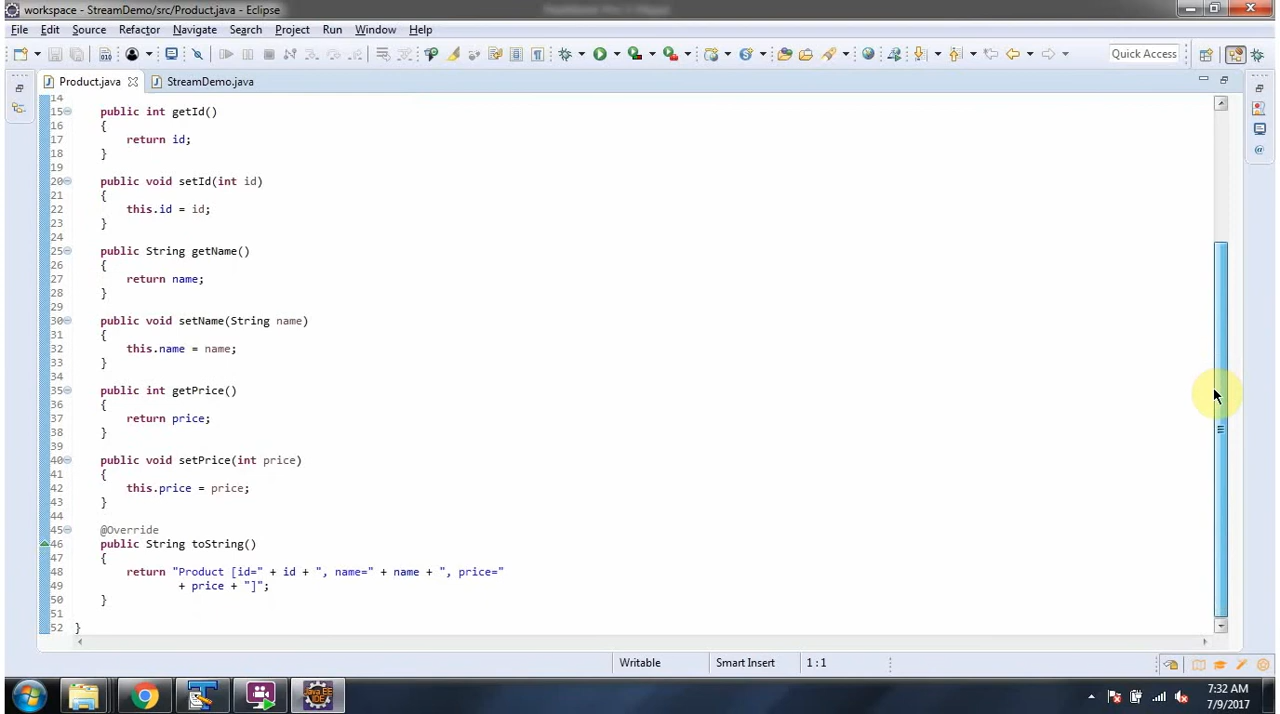 workspace - StreamDemo/src/Product.java - Eclipse
File Edit Source Refactor Navigate Search Project Run Window Help
Quick Access
Product.java StreamDemo.java
14
15 public int getId()
16 {
17 return id;
18 }
19
20 public void setId(int id)
21 {
22 this.id = id;
23 }
24
25 public String getName()
26 {
27 return name;
28 }
29
30 public void setName(String name)
31 {
32 this.name = name;
33 }
34
35 public int getPrice()
36 {
37 return price;
38 }
39
40 public void setPrice(int price)
41 {
42 this.price = price;
43 }
44
45 @Override
46 public String toString()
47 {
48 return "Product [id=" + id + ", name=" + name + ", price="
49 + price + "]";
50 }
51
52 }
Writable Smart Insert 1 : 1
Java EE
IDE
7:32 AM
7/9/2017